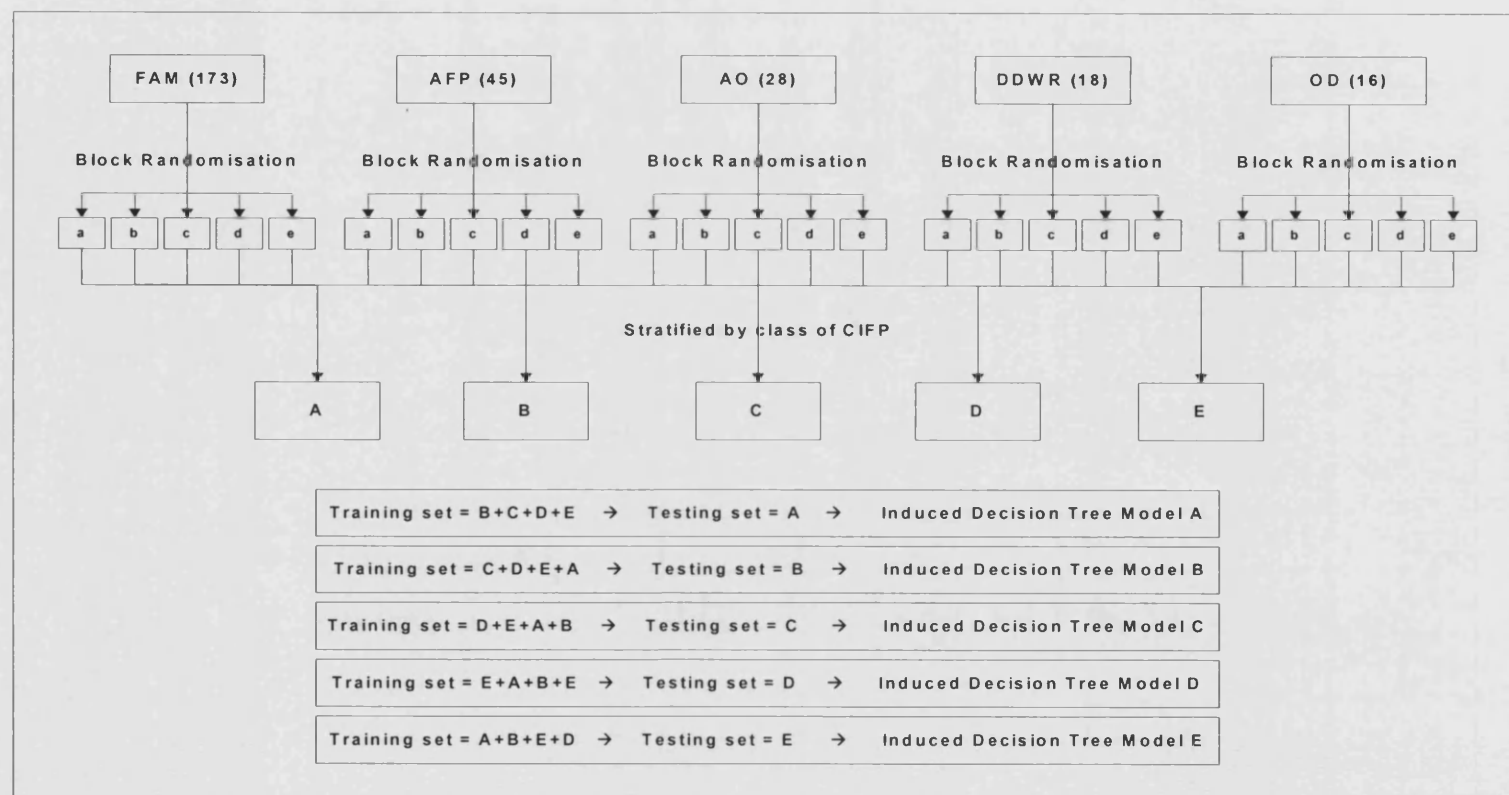 FAM (173) AFP (45) AO (28) DDWR (18) OD (16)
Block Randomisation Block Randomisation Block Randomisation Block Randomisation Block Randomisation
a b c d e a b c d e a b c d e a b c d e a b c d e
Stratified by class of CIFP
A B C D E
Training set = B+C+D+E → Testing set = A → Induced Decision Tree Model A
Training set = C+D+E+A → Testing set = B → Induced Decision Tree Model B
Training set = D+E+A+B → Testing set = C → Induced Decision Tree Model C
Training set = E+A+B+E → Testing set = D → Induced Decision Tree Model D
Training set = A+B+E+D → Testing set = E → Induced Decision Tree Model E